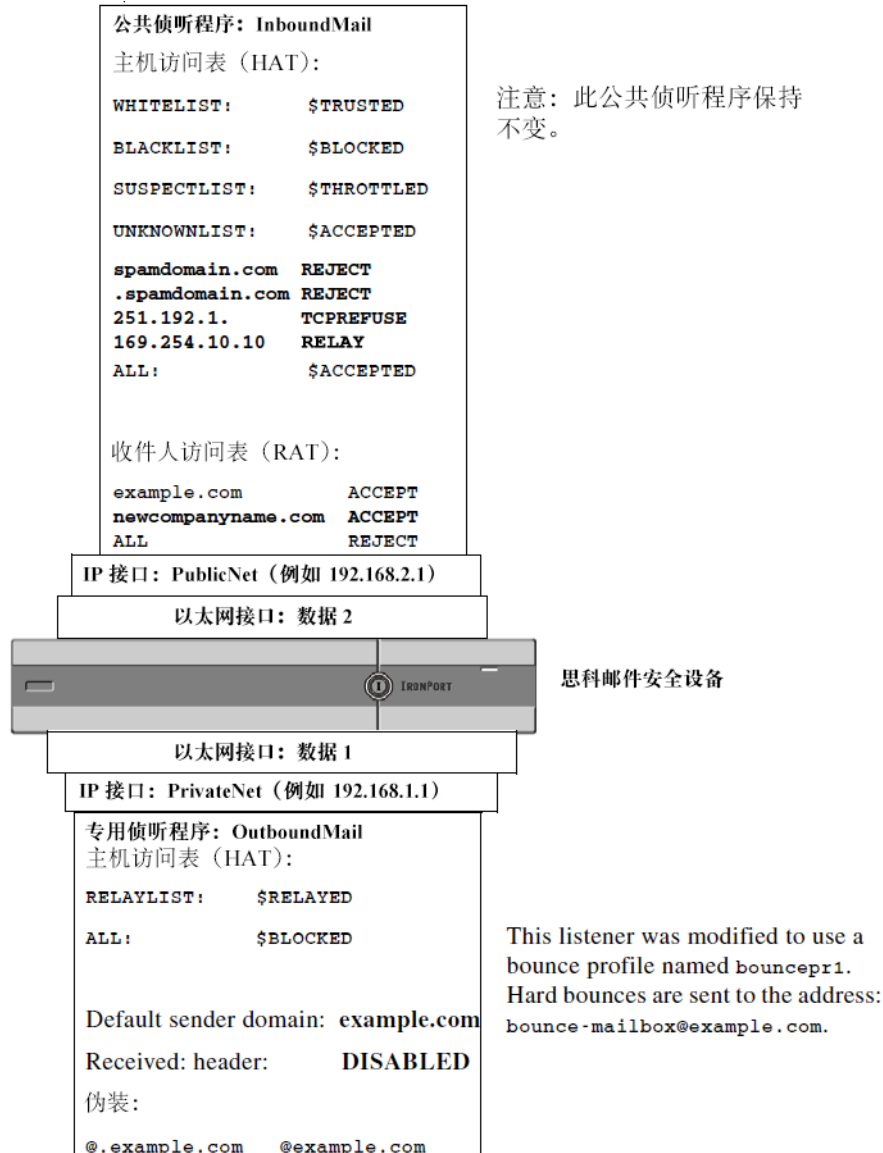 公共侦听程序：InboundMail
主机访问表（HAT）：
WHITELIST: $TRUSTED
BLACKLIST: $BLOCKED
SUSPECTLIST: $THROTTLED
UNKNOWNLIST: $ACCEPTED
spamdomain.com REJECT
.spamdomain.com REJECT
251.192.1. TCPREFUSE
169.254.10.10 RELAY
ALL: $ACCEPTED
注意：此公共侦听程序保持
不变。
收件人访问表（RAT）：
example.com ACCEPT
newcompanyname.com ACCEPT
ALL REJECT
IP 接口：PublicNet（例如 192.168.2.1）
以太网接口：数据 2
IRONPORT
思科邮件安全设备
以太网接口：数据 1
IP 接口：PrivateNet（例如 192.168.1.1）
专用侦听程序：OutboundMail
主机访问表（HAT）：
RELAYLIST: $RELAYED
ALL: $BLOCKED
Default sender domain: example.com
Received: header: DISABLED
伪装：
@.example.com @example.com
This listener was modified to use a
bounce profile named bouncepr1.
Hard bounces are sent to the address:
bounce-mailbox@example.com.